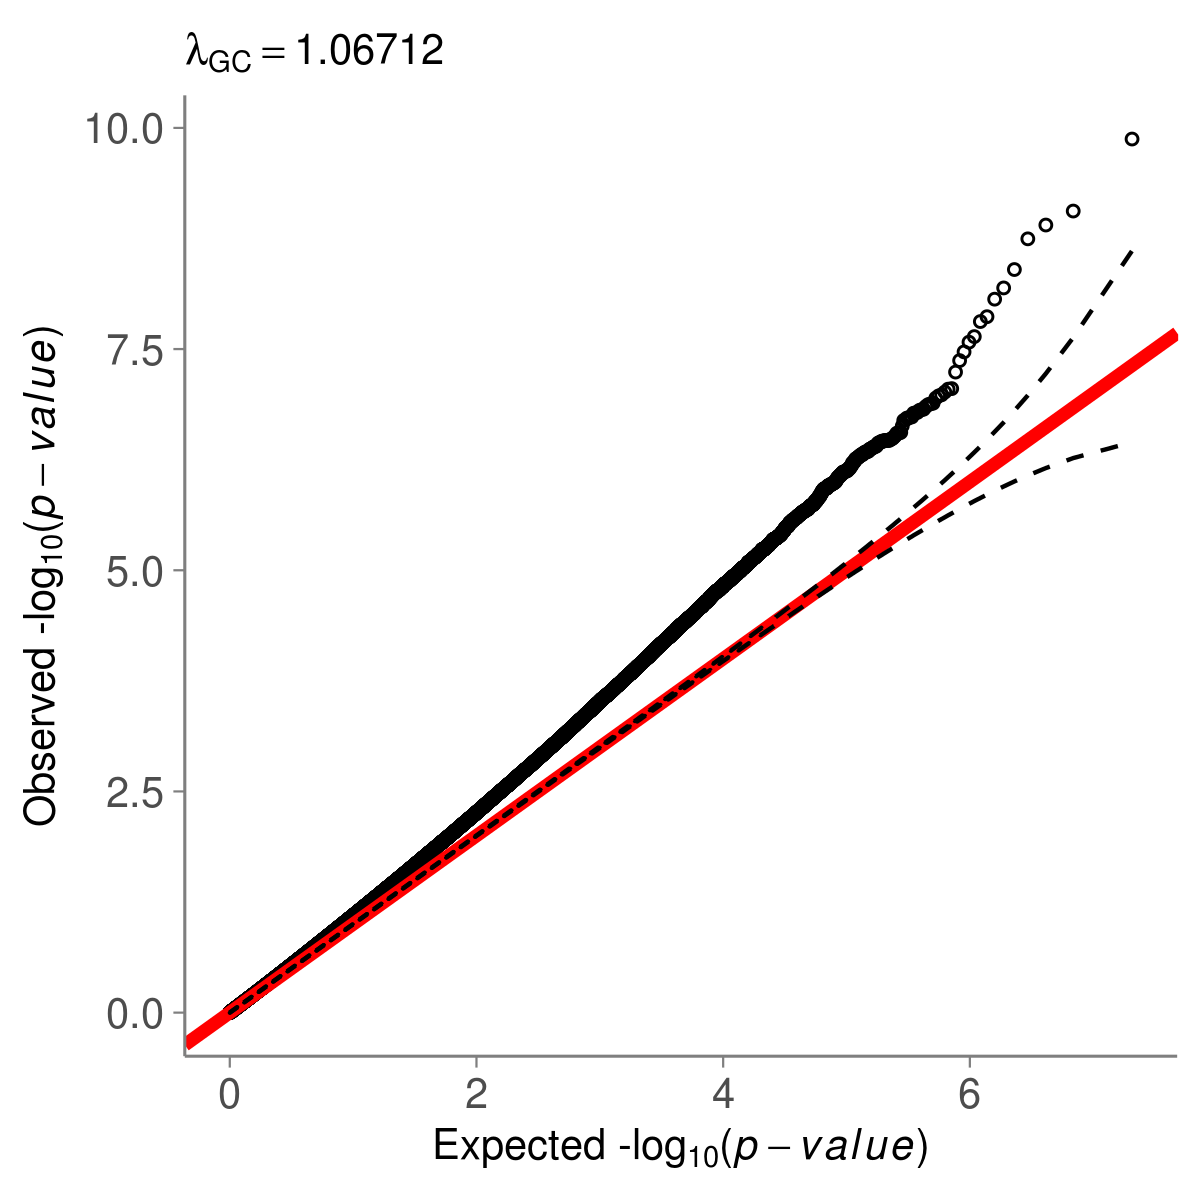 λGC = 1.06712
10.0
7.5
5.0
2.5
0.0
Observed -log10(p − value)
0 2 4 6
Expected -log10(p − value)